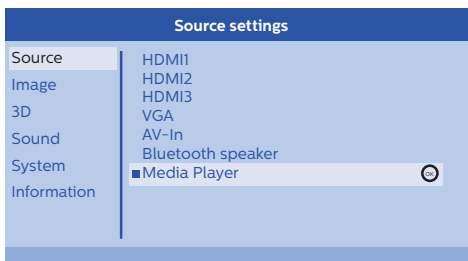 Source settings
Source
Image
3D
Sound
System
Information
HDMI1
HDMI2
HDMI3
VGA
AV-In
Bluetooth speaker
Media Player
OK